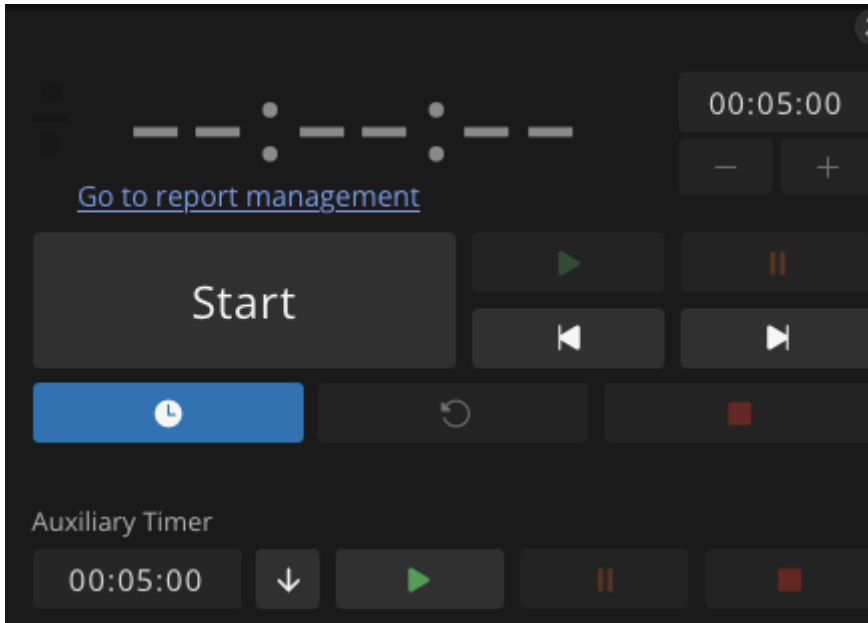 --:--:--
00:05:00
Go to report management
Start
Auxiliary Timer
00:05:00